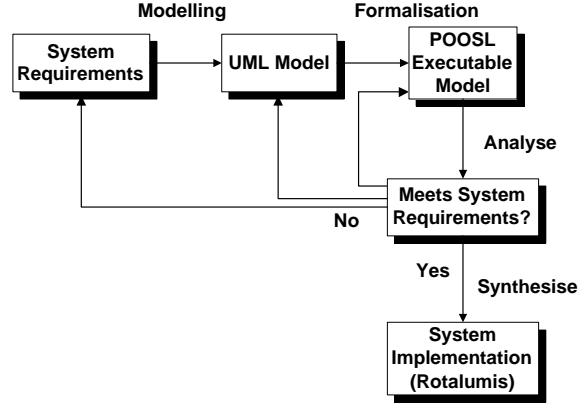 Modelling
Formalisation
System
Requirements
UML Model
POOSL
Executable
Model
Analyse
Meets System
Requirements?
No
Yes
Synthesise
System
Implementation
(Rotalumis)